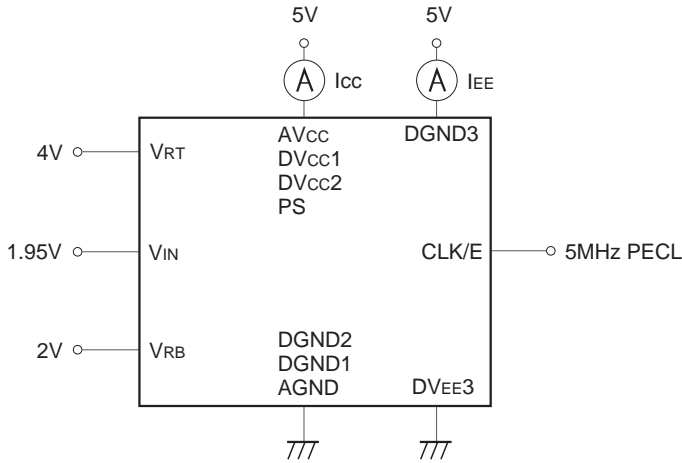 5V 5V
A ICC A IEE
AVCC DGND3
4V VRT DVCC1
DVCC2
PS
1.95V VIN CLK/E 5MHz PECL
DGND2
2V VRB DGND1
AGND DVEE3